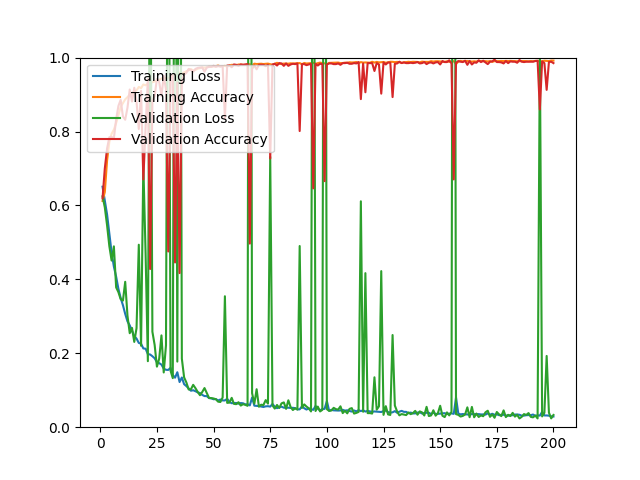 1.0
0.8
0.6
0.4
0.2
0.0
Training Loss
Training Accuracy
Validation Loss
Validation Accuracy
0 25 50 75 100 125 150 175 200